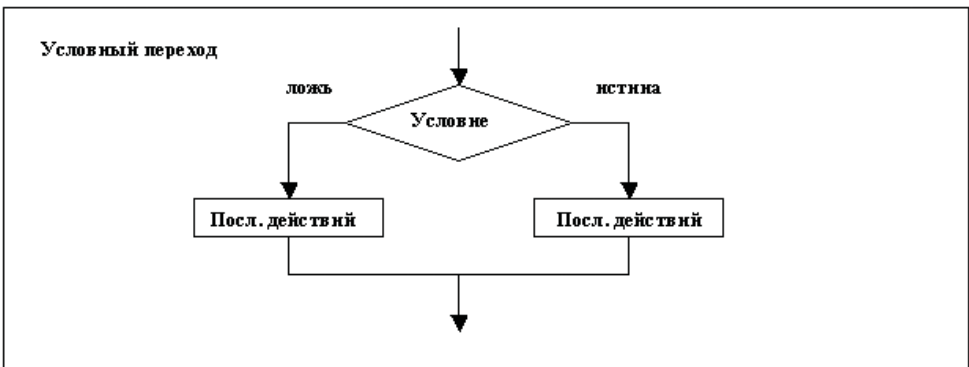 Условный переход
ложь
истина
Условие
Посл. действий
Посл. действий